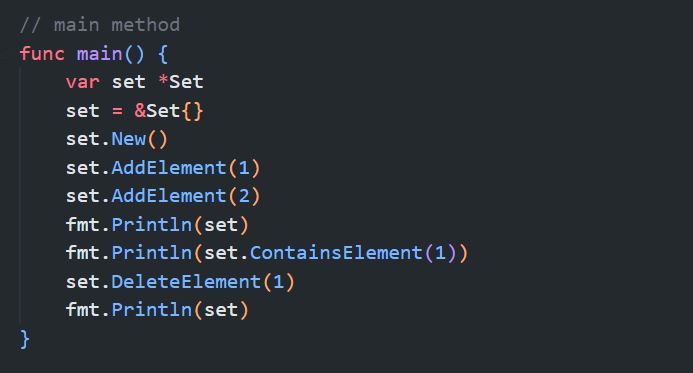 // main method
func main() {
    var set *Set
    set = &Set{}
    set.New()
    set.AddElement(1)
    set.AddElement(2)
    fmt.Println(set)
    fmt.Println(set.ContainsElement(1))
    set.DeleteElement(1)
    fmt.Println(set)
}